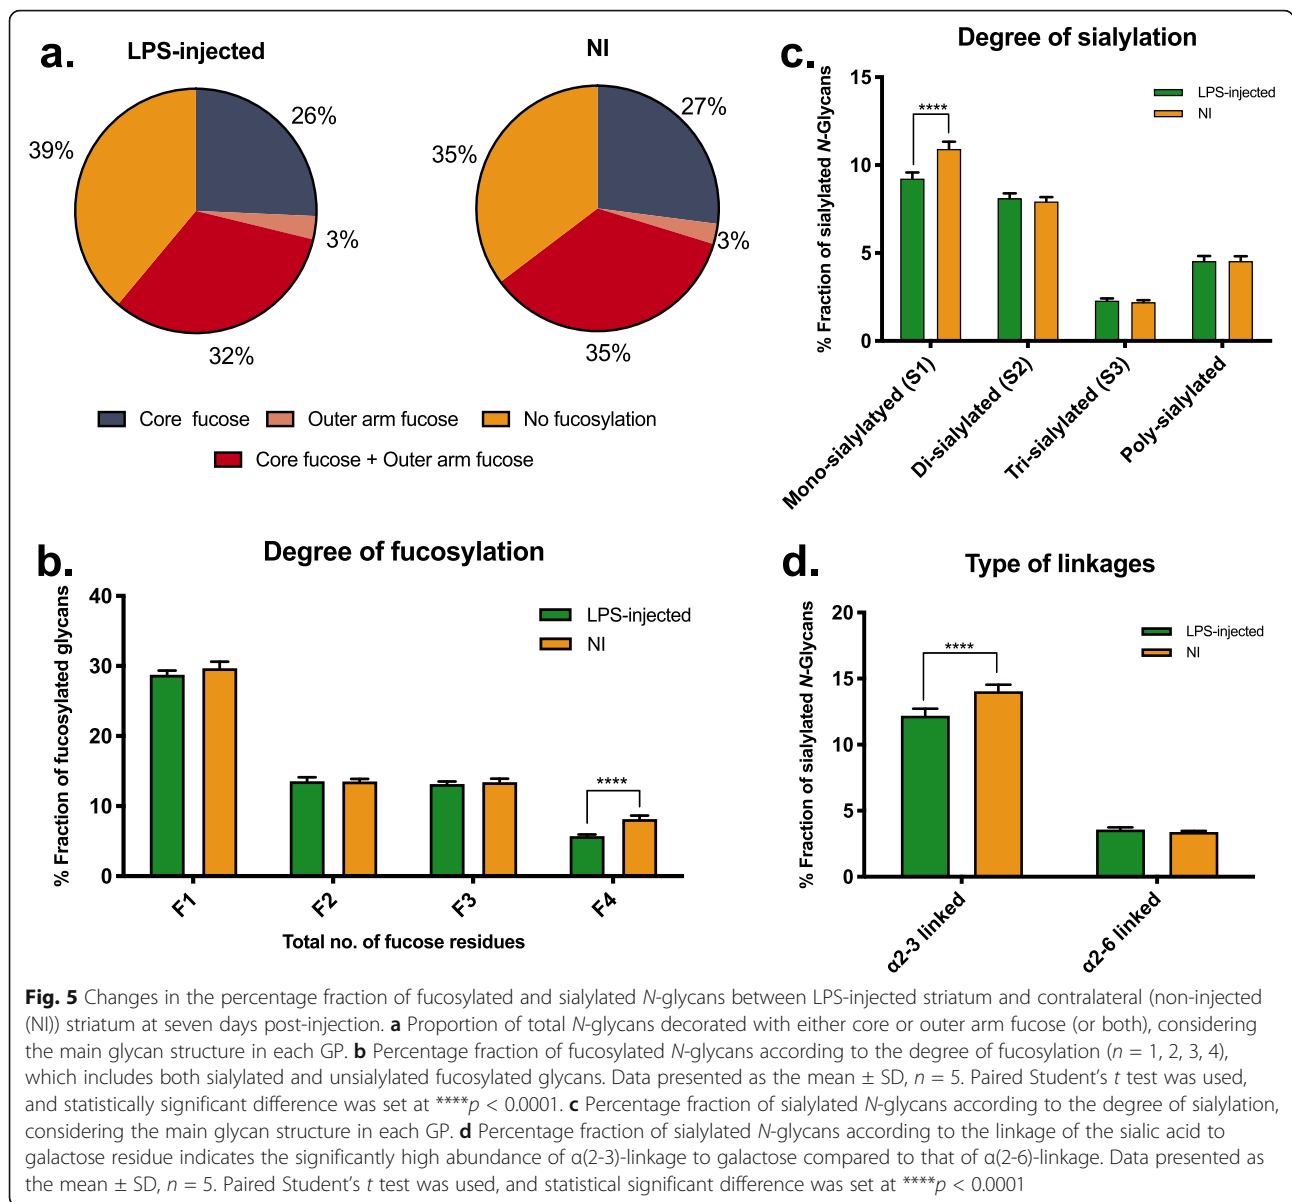 a.
LPS-injected
NI
26%
39%
3%
32%
27%
35%
3%
35%
Core fucose
Outer arm fucose
No fucosylation
Core fucose + Outer arm fucose
c.
Degree of sialylation
LPS-injected
NI
% Fraction of sialylated N-Glycans
15
10
5
0
****
Mono-sialylatyed (S1)
Di-sialylated (S2)
Tri-sialylated (S3)
Poly-sialylated
b.
Degree of fucosylation
LPS-injected
NI
% Fraction of fucosylated glycans
40
30
20
10
0
****
F1
F2
F3
F4
Total no. of fucose residues
d.
Type of linkages
LPS-injected
NI
% Fraction of sialylated N-Glycans
20
15
10
5
0
****
α2-3 linked
α2-6 linked
Fig. 5 Changes in the percentage fraction of fucosylated and sialylated N-glycans between LPS-injected striatum and contralateral (non-injected
(NI)) striatum at seven days post-injection. a Proportion of total N-glycans decorated with either core or outer arm fucose (or both), considering
the main glycan structure in each GP. b Percentage fraction of fucosylated N-glycans according to the degree of fucosylation (n = 1, 2, 3, 4),
which includes both sialylated and unsialylated fucosylated glycans. Data presented as the mean ± SD, n = 5. Paired Student's t test was used,
and statistically significant difference was set at ****p < 0.0001. c Percentage fraction of sialylated N-glycans according to the degree of sialylation,
considering the main glycan structure in each GP. d Percentage fraction of sialylated N-glycans according to the linkage of the sialic acid to
galactose residue indicates the significantly high abundance of α(2-3)-linkage to galactose compared to that of α(2-6)-linkage. Data presented as
the mean ± SD, n = 5. Paired Student's t test was used, and statistical significant difference was set at ****p < 0.0001